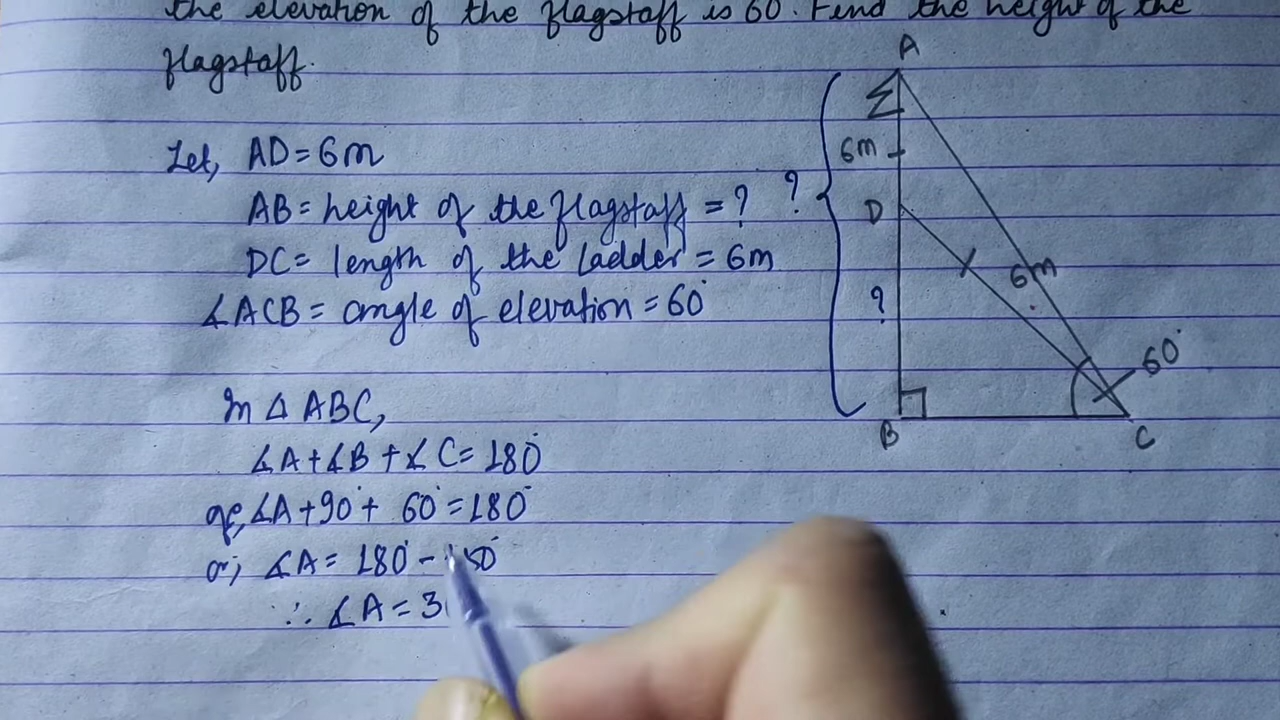 the elevation of the flagstaff is 60°. Find the height of the
flagstaff.
Let, AD = 6m
AB = height of the flagstaff = ?
DC = length of the ladder = 6m
∡ACB = angle of elevation = 60°
In Δ ABC,
∡A + ∡B + ∡C = 180°
∡A + 90° + 60° = 180°
or, ∡A = 180° - 150°
∴ ∡A = 3
A
6m
?
D
6m
?
60°
B
C